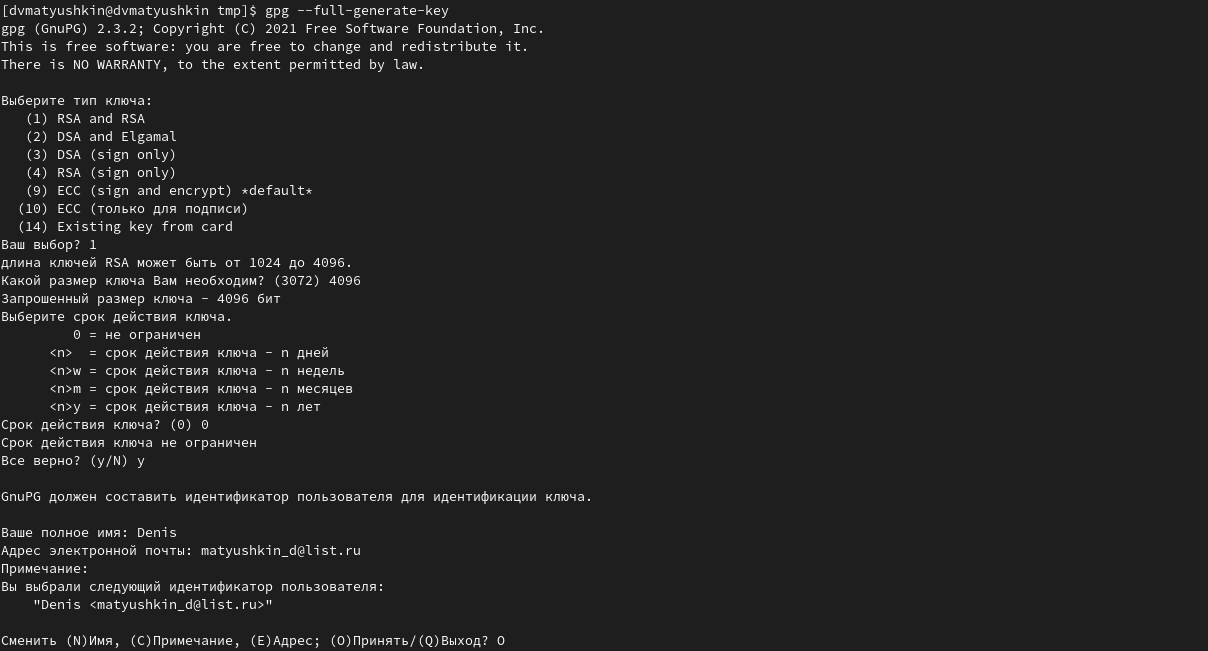 [dvmatyushkin@dvmatyushkin tmp]$ gpg --full-generate-key
gpg (GnuPG) 2.3.2; Copyright (C) 2021 Free Software Foundation, Inc.
This is free software: you are free to change and redistribute it.
There is NO WARRANTY, to the extent permitted by law.
Выберите тип ключа:
(1) RSA and RSA
(2) DSA and Elgamal
(3) DSA (sign only)
(4) RSA (sign only)
(9) ECC (sign and encrypt) *default*
(10) ECC (только для подписи)
(14) Existing key from card
Ваш выбор? 1
длина ключей RSA может быть от 1024 до 4096.
Какой размер ключа Вам необходим? (3072) 4096
Запрошенный размер ключа - 4096 бит
Выберите срок действия ключа.
0 = не ограничен
<n>  = срок действия ключа - n дней
<n>w = срок действия ключа - n недель
<n>m = срок действия ключа - n месяцев
<n>y = срок действия ключа - n лет
Срок действия ключа? (0) 0
Срок действия ключа не ограничен
Все верно? (y/N) y
GnuPG должен составить идентификатор пользователя для идентификации ключа.
Ваше полное имя: Denis
Адрес электронной почты: matyushkin_d@list.ru
Примечание:
Вы выбрали следующий идентификатор пользователя:
"Denis <matyushkin_d@list.ru>"
Сменить (N)Имя, (C)Примечание, (E)Адрес; (O)Принять/(Q)Выход? O